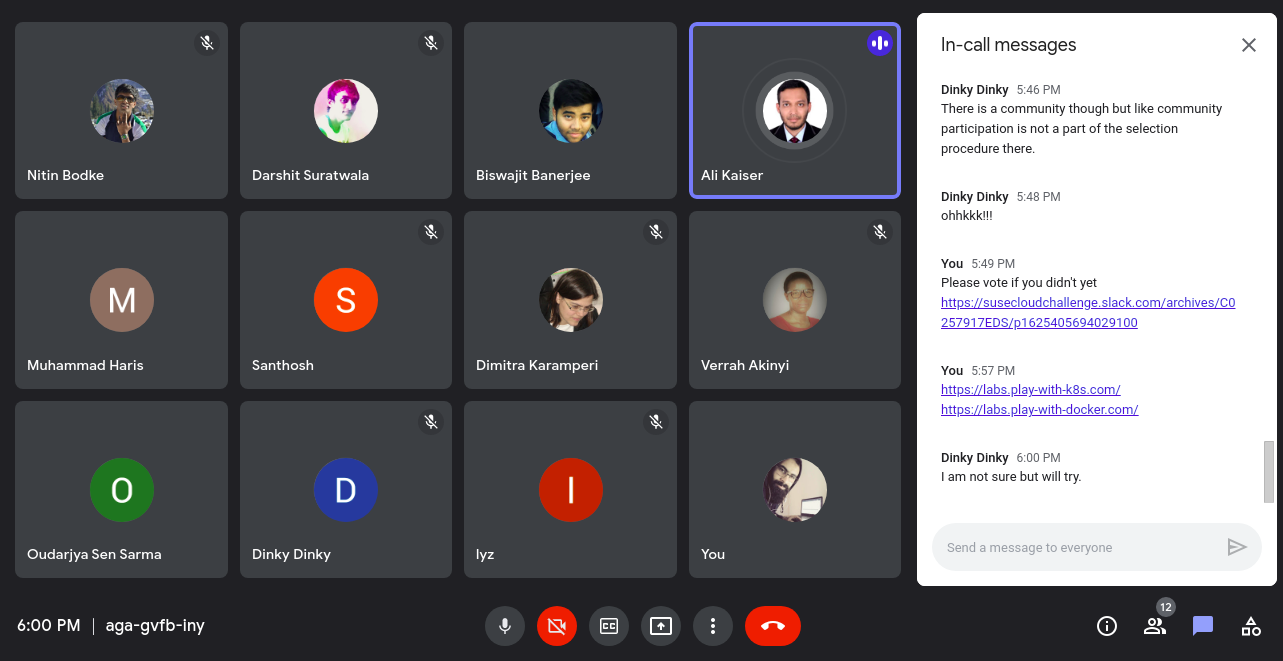 Nitin Bodke
Darshit Suratwala
Biswajit Banerjee
Ali Kaiser
M
Muhammad Haris
S
Santhosh
Dimitra Karamperi
Verrah Akinyi
O
Oudarjya Sen Sarma
D
Dinky Dinky
I
lyz
You
In-call messages
Dinky Dinky 5:46 PM
There is a community though but like community
participation is not a part of the selection
procedure there.
Dinky Dinky 5:48 PM
ohhkkk!!!
You 5:49 PM
Please vote if you didn't yet
https://susecloudchallenge.slack.com/archives/C0
257917EDS/p1625405694029100
You 5:57 PM
https://labs.play-with-k8s.com/
https://labs.play-with-docker.com/
Dinky Dinky 6:00 PM
I am not sure but will try.
Send a message to everyone
6:00 PM | aga-gvfb-iny
CC
12